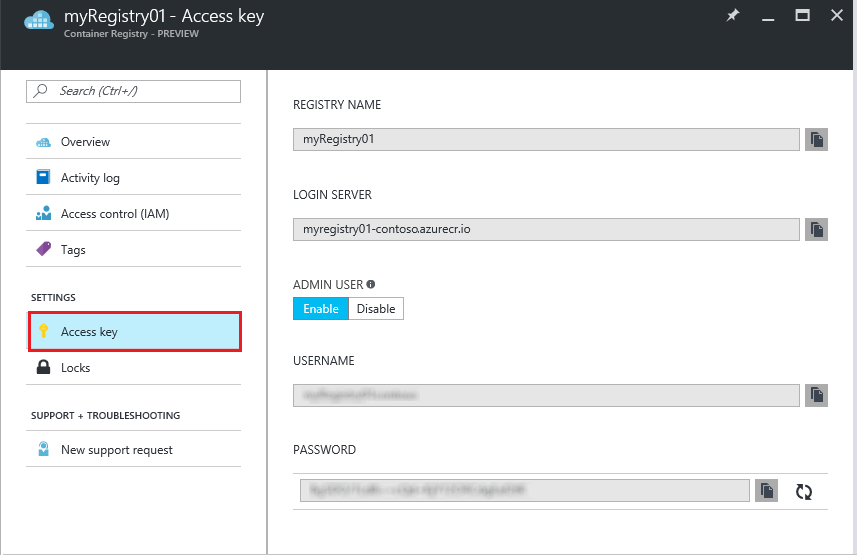 myRegistry01 - Access key
Container Registry - PREVIEW
Search (Ctrl+/)
Overview
Activity log
Access control (IAM)
Tags
SETTINGS
Access key
Locks
SUPPORT + TROUBLESHOOTING
New support request
REGISTRY NAME
myRegistry01
LOGIN SERVER
myregistry01-contoso.azurecr.io
ADMIN USER
Enable Disable
USERNAME
PASSWORD